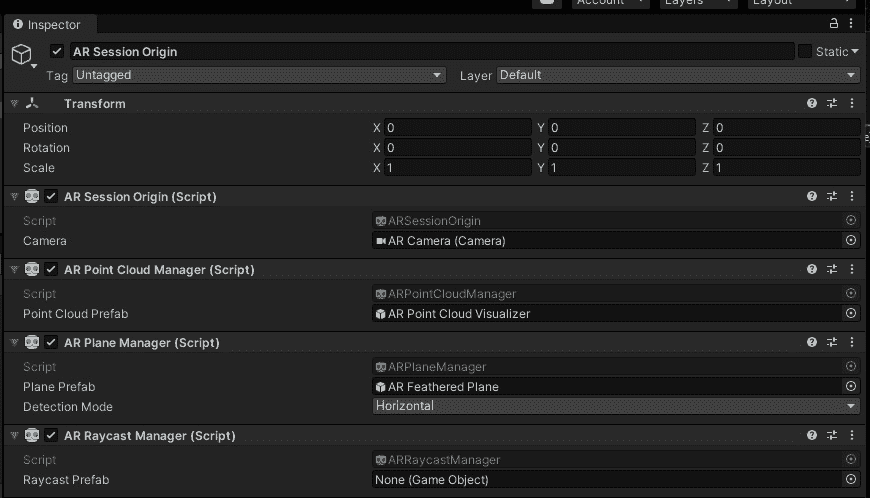 Account Layers Layout
Inspector
AR Session Origin Static
Tag Untagged Layer Default
Transform
Position X 0 Y 0 Z 0
Rotation X 0 Y 0 Z 0
Scale X 1 Y 1 Z 1
AR Session Origin (Script)
Script ARSessionOrigin
Camera AR Camera (Camera)
AR Point Cloud Manager (Script)
Script ARPointCloudManager
Point Cloud Prefab AR Point Cloud Visualizer
AR Plane Manager (Script)
Script ARPlaneManager
Plane Prefab AR Feathered Plane
Detection Mode Horizontal
AR Raycast Manager (Script)
Script ARRaycastManager
Raycast Prefab None (Game Object)